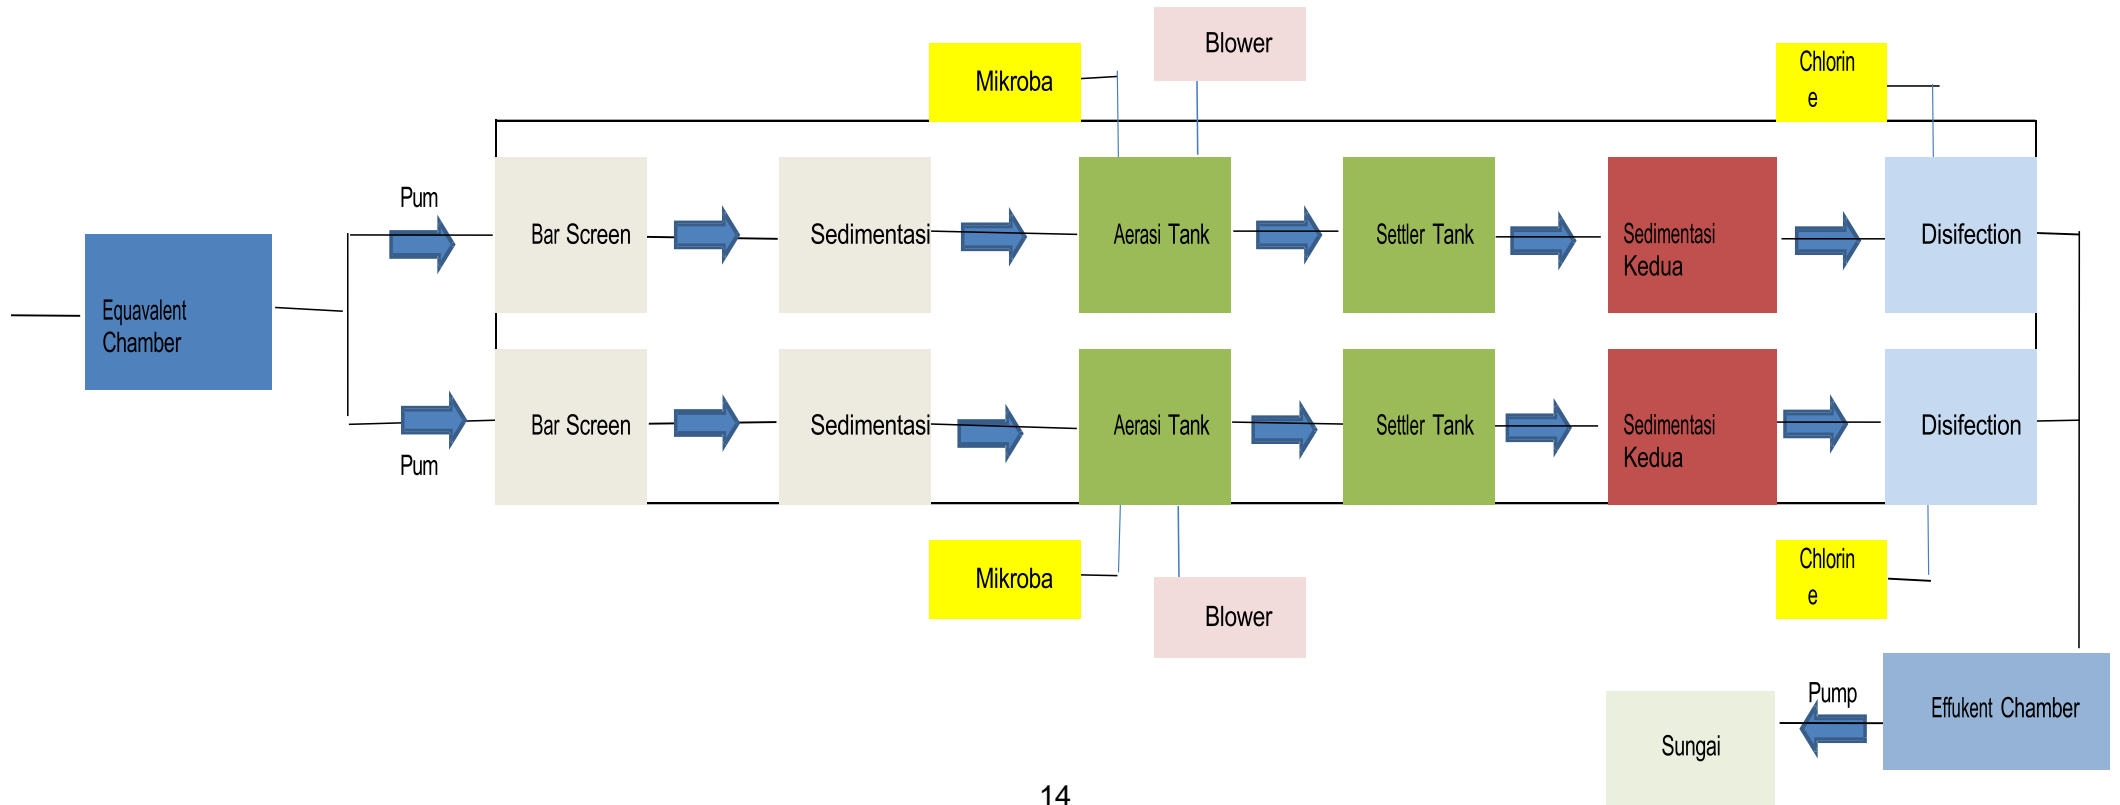 Blower
Mikroba
Chlorin
e
Pum
Bar Screen
Sedimentasi
Aerasi Tank
Settler Tank
Sedimentasi
Kedua
Disifection
Equavalent
Chamber
Bar Screen
Sedimentasi
Aerasi Tank
Settler Tank
Sedimentasi
Kedua
Disifection
Pum
Mikroba
Blower
Chlorin
e
Pump
Effukent Chamber
Sungai
14